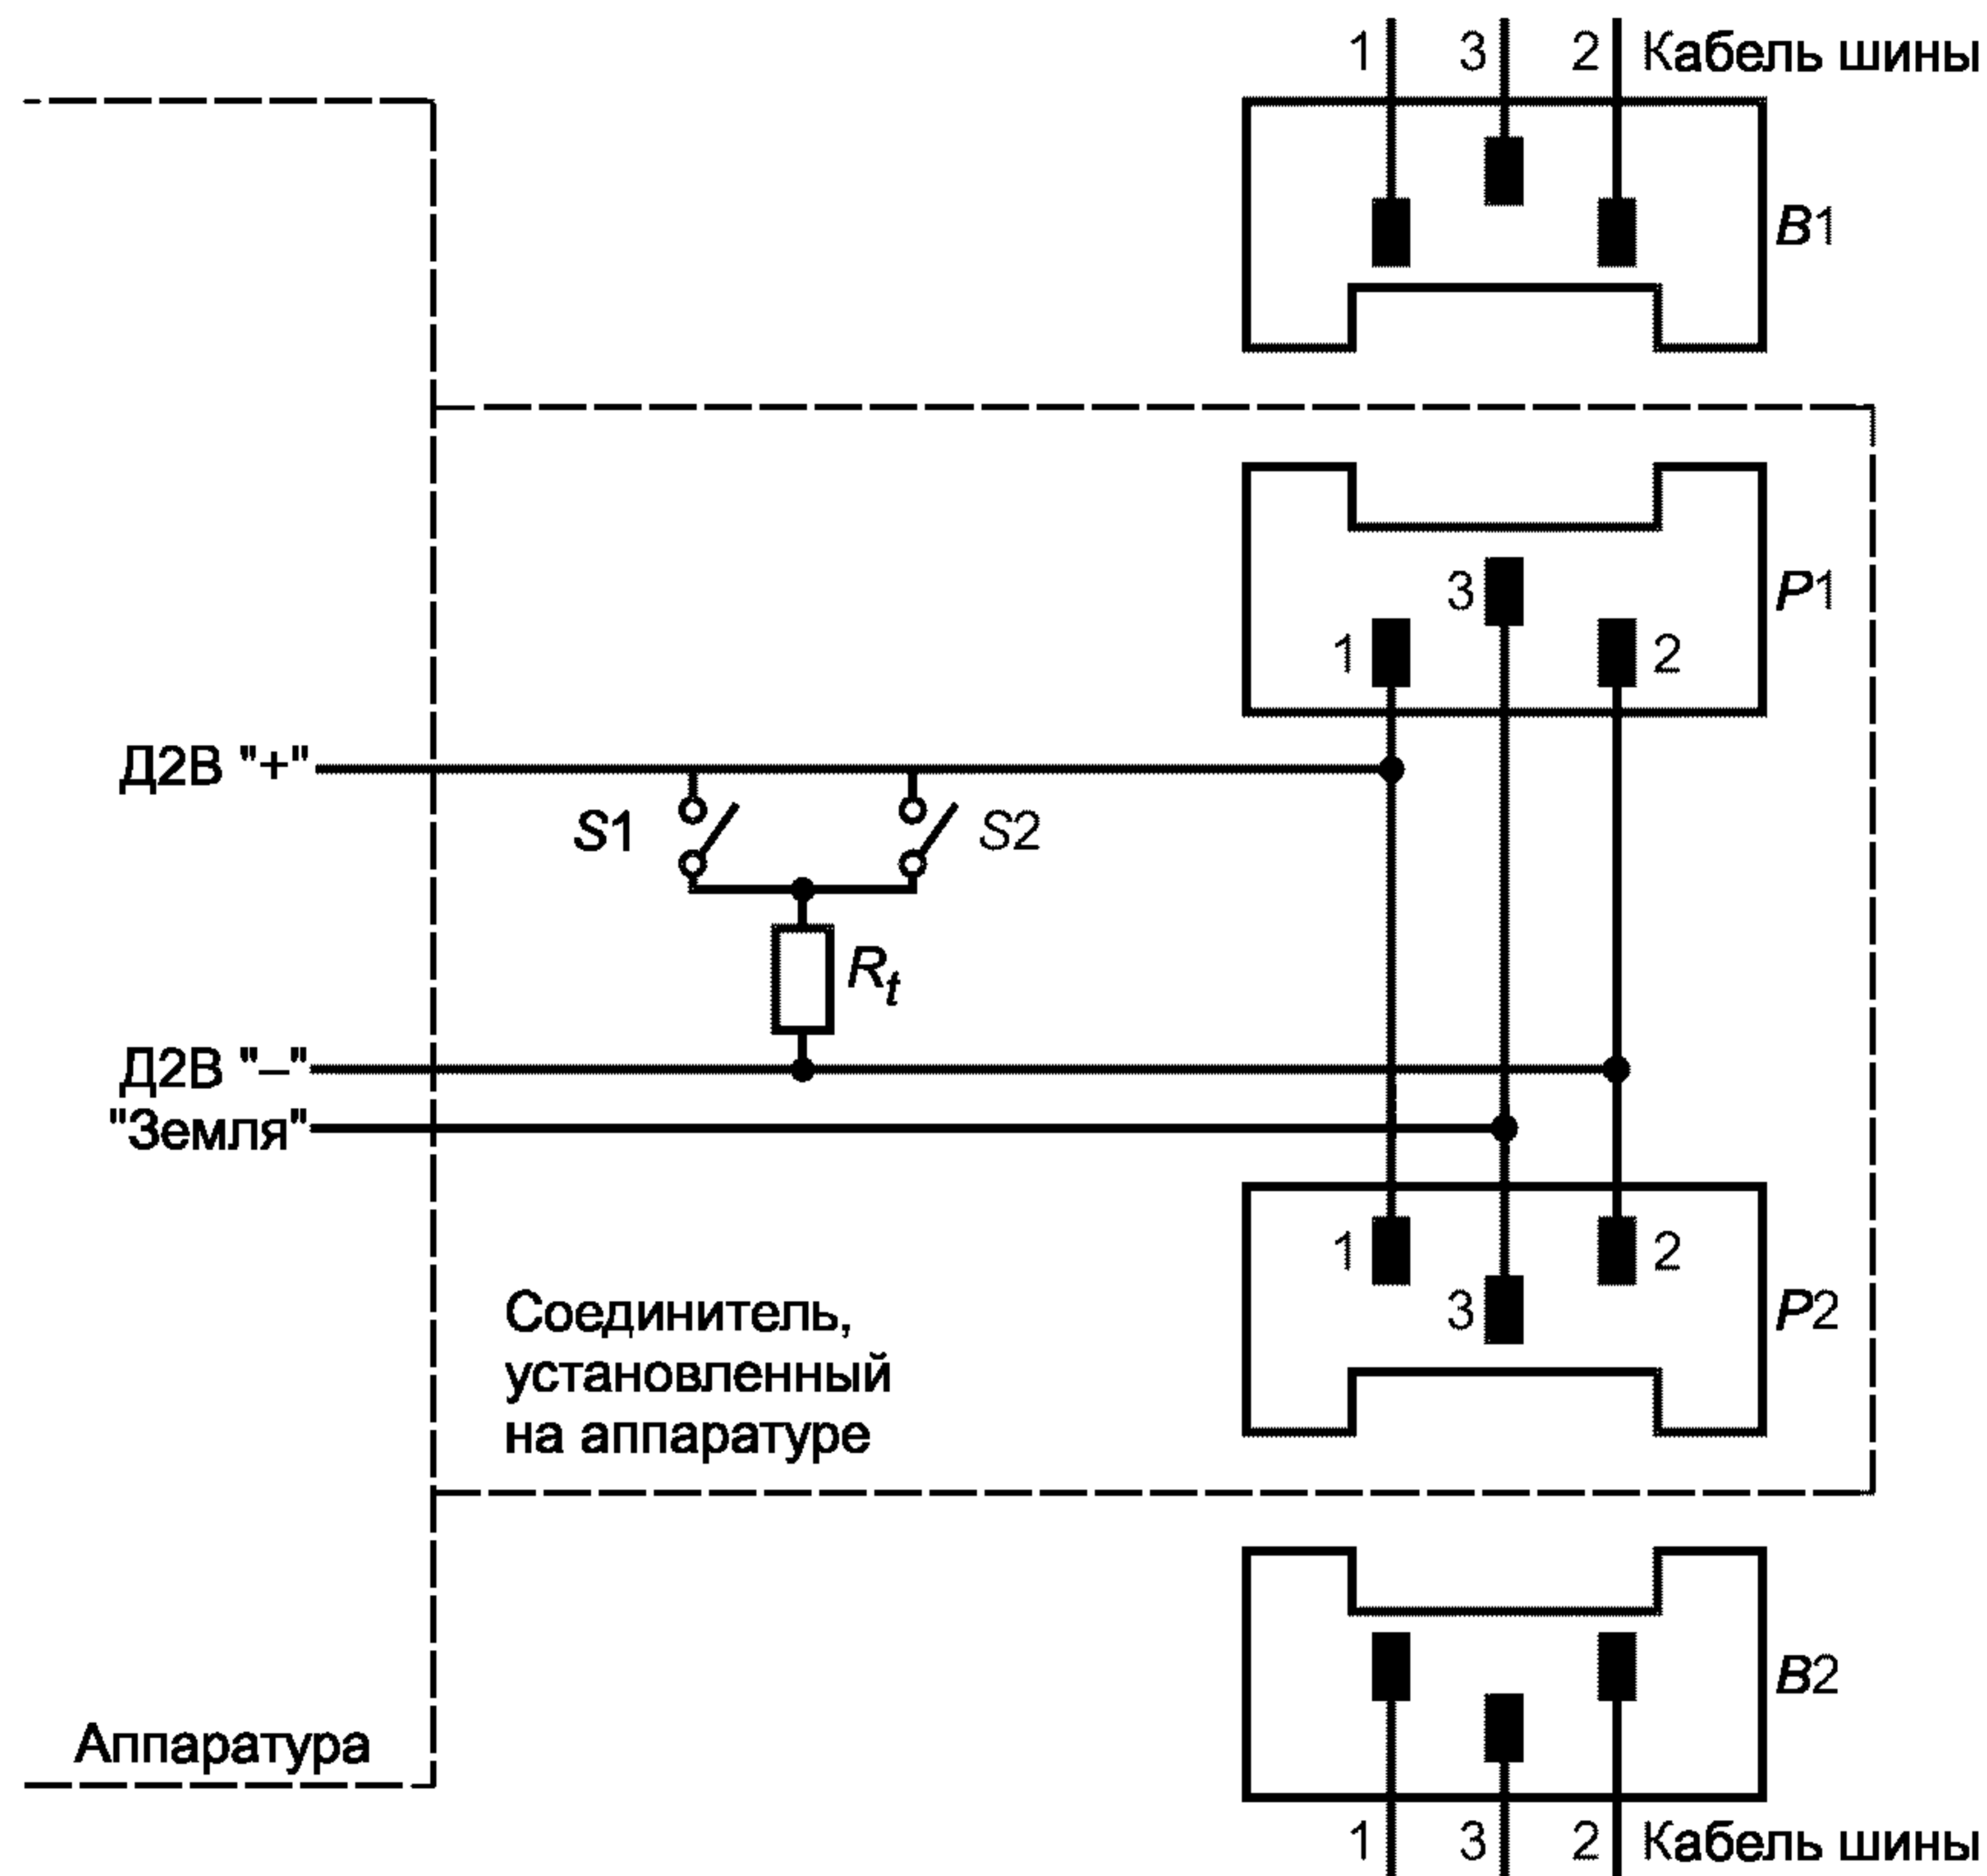 1 3 2 Кабель шины
B1
3 P1
1 2
Д2В "+"
S1 S2
Rt
Д2В "–"
"Земля"
1 2
3 P2
Соединитель,
установленный
на аппаратуре
B2
Аппаратура
1 3 2 Кабель шины